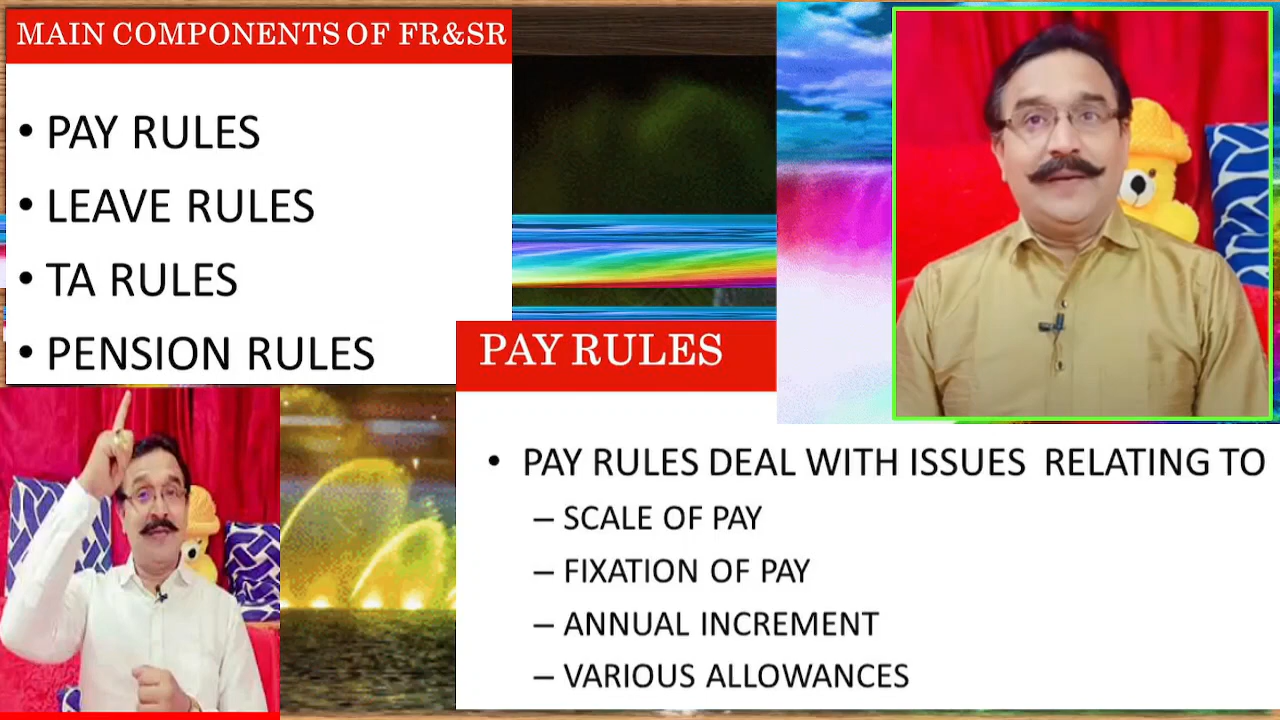 MAIN COMPONENTS OF FR&SR
• PAY RULES
• LEAVE RULES
• TA RULES
• PENSION RULES
PAY RULES
• PAY RULES DEAL WITH ISSUES RELATING TO
– SCALE OF PAY
– FIXATION OF PAY
– ANNUAL INCREMENT
– VARIOUS ALLOWANCES